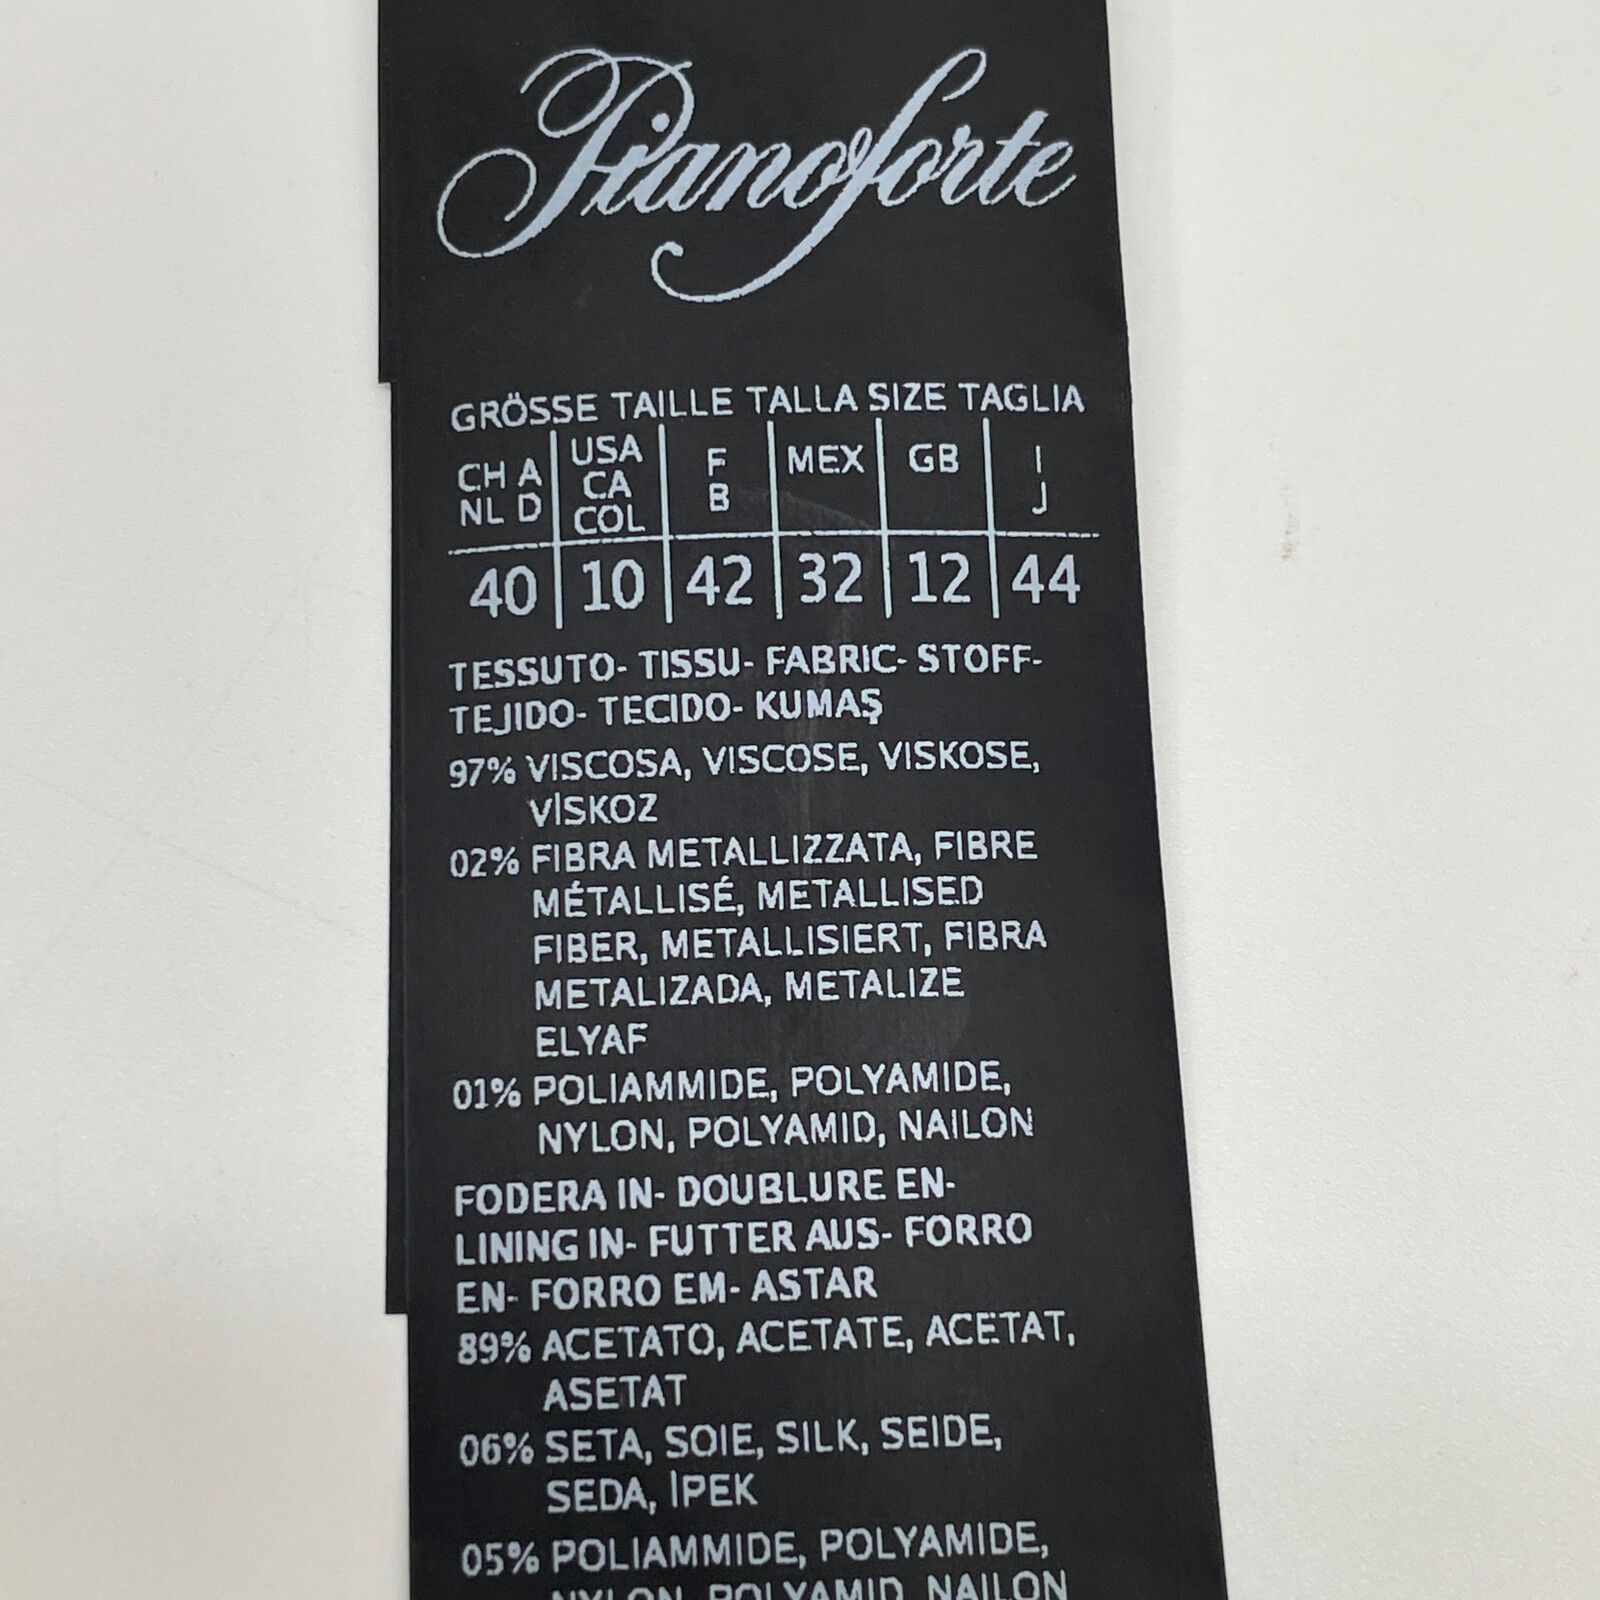 Pianoforte
GRÖSSE TAILLE TALLA SIZE TAGLIA
CH A NL D | USA CA COL | F B | MEX | GB | I J
40 | 10 | 42 | 32 | 12 | 44
TESSUTO- TISSU- FABRIC- STOFF-
TEJIDO- TECIDO- KUMAŞ
97% VISCOSA, VISCOSE, VISKOSE,
VİSKOZ
02% FIBRA METALLIZZATA, FIBRE
MÉTALLISÉ, METALLISED
FIBER, METALLISIERT, FIBRA
METALIZADA, METALIZE
ELYAF
01% POLIAMMIDE, POLYAMIDE,
NYLON, POLYAMID, NAILON
FODERA IN- DOUBLURE EN-
LINING IN- FUTTER AUS- FORRO
EN- FORRO EM- ASTAR
89% ACETATO, ACETATE, ACETAT,
ASETAT
06% SETA, SOIE, SILK, SEIDE,
SEDA, İPEK
05% POLIAMMIDE, POLYAMIDE,
NYLON, POLYAMID, NAILON